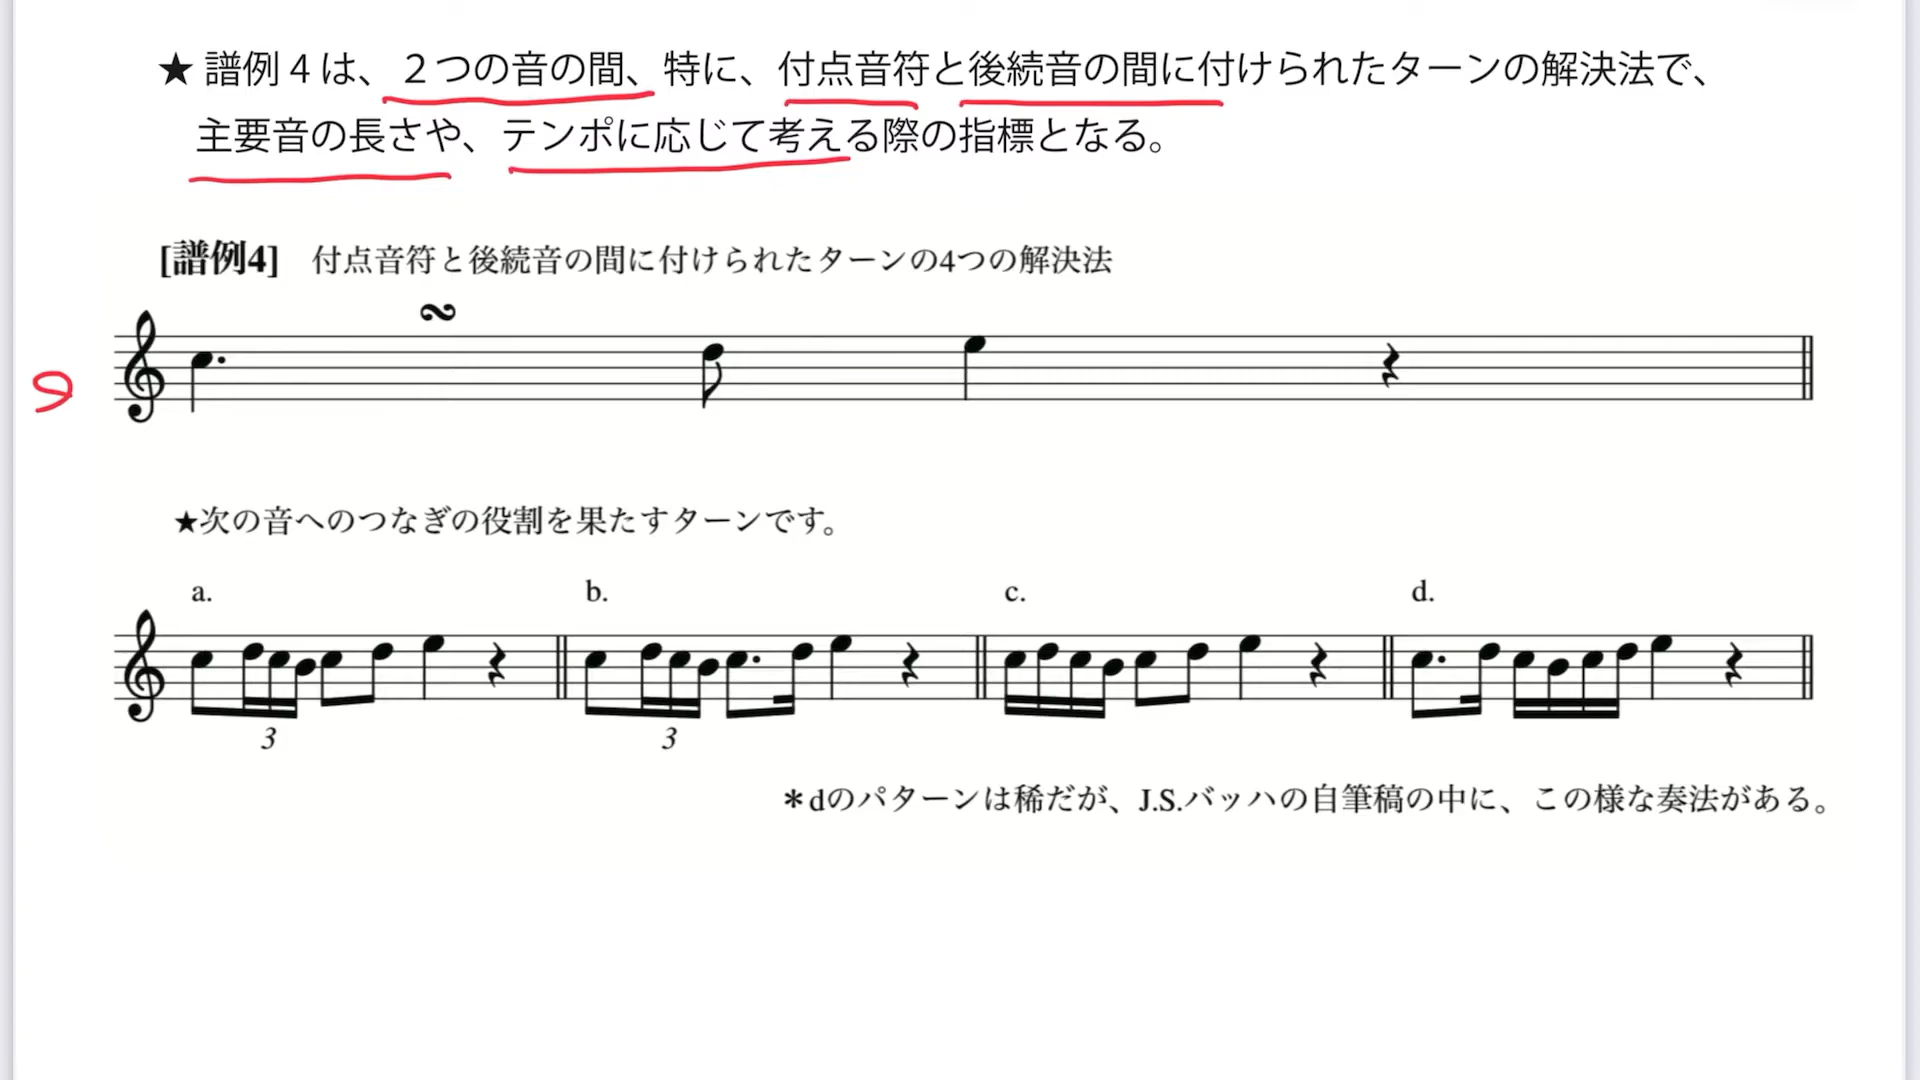 ★ 譜例４は、２つの音の間、特に、付点音符と後続音の間に付けられたターンの解決法で、
主要音の長さや、テンポに応じて考える際の指標となる。
[譜例4] 付点音符と後続音の間に付けられたターンの4つの解決法
★次の音へのつなぎの役割を果たすターンです。
a. b. c. d.
3 3
＊dのパターンは稀だが、J.S.バッハの自筆稿の中に、この様な奏法がある。